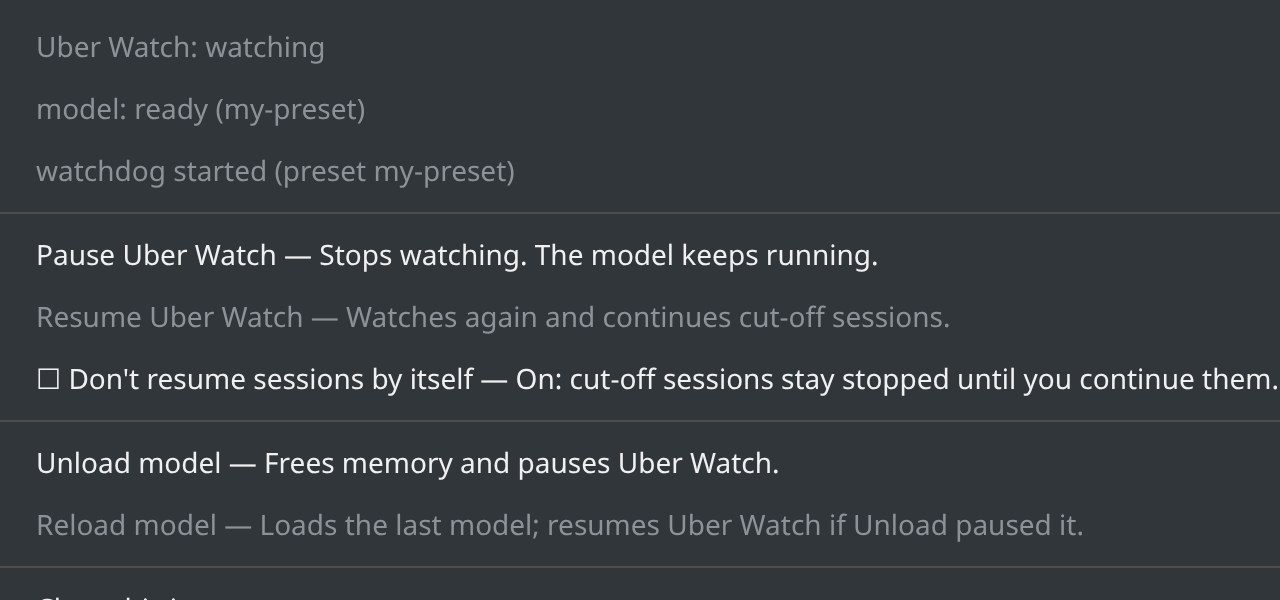 Uber Watch: watching
model: ready (my-preset)
watchdog started (preset my-preset)
Pause Uber Watch — Stops watching. The model keeps running.
Resume Uber Watch — Watches again and continues cut-off sessions.
☐ Don't resume sessions by itself — On: cut-off sessions stay stopped until you continue them.
Unload model — Frees memory and pauses Uber Watch.
Reload model — Loads the last model; resumes Uber Watch if Unload paused it.